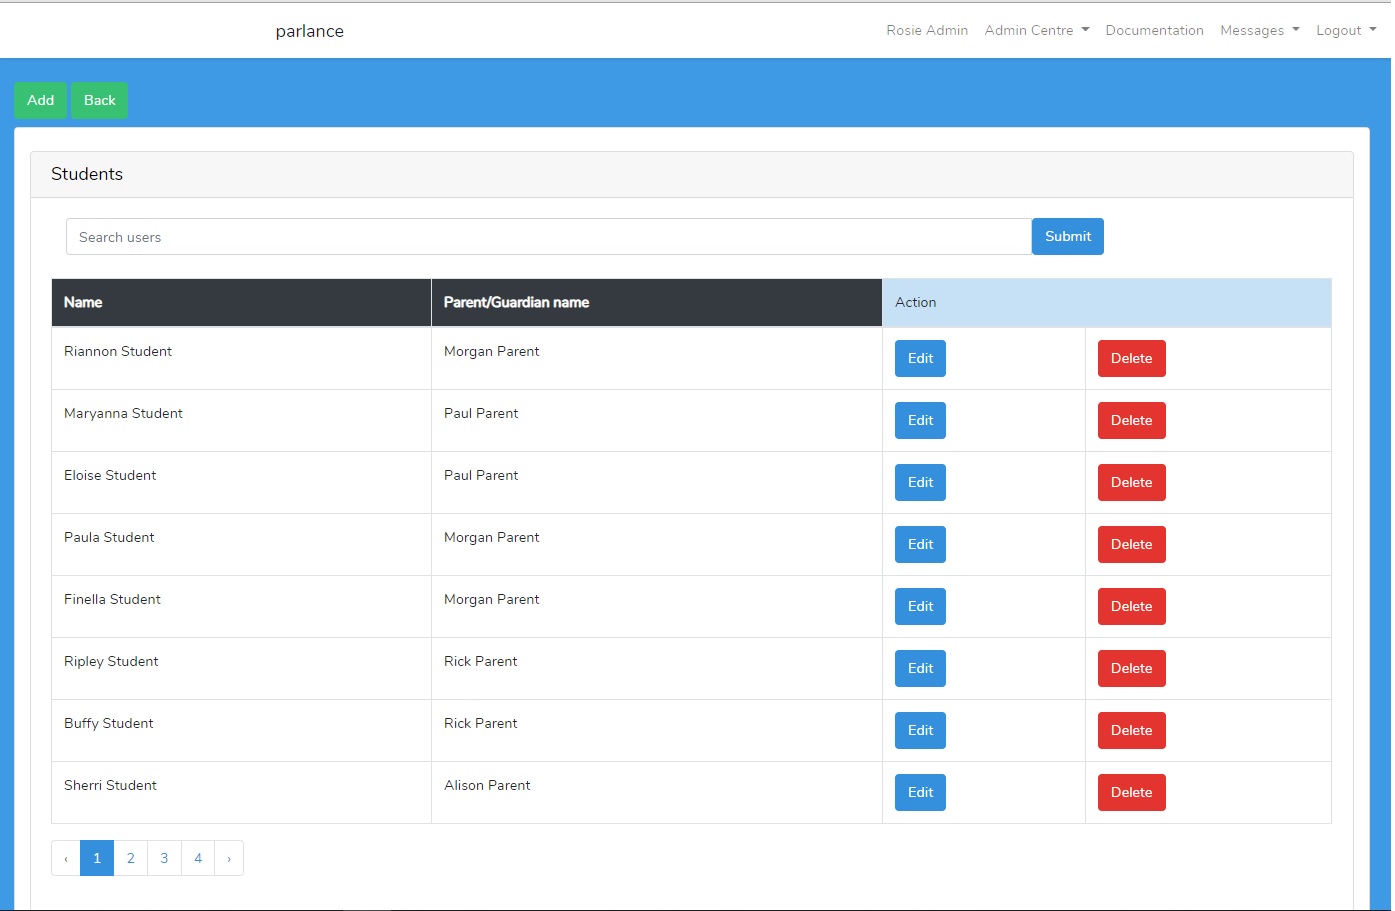 parlance Rosie Admin Admin Centre Documentation Messages Logout
Add Back
Students
Search users Submit
Name Parent/Guardian name Action
Riannon Student Morgan Parent Edit Delete
Maryanna Student Paul Parent Edit Delete
Eloise Student Paul Parent Edit Delete
Paula Student Morgan Parent Edit Delete
Finella Student Morgan Parent Edit Delete
Ripley Student Rick Parent Edit Delete
Buffy Student Rick Parent Edit Delete
Sherri Student Alison Parent Edit Delete
‹ 1 2 3 4 ›